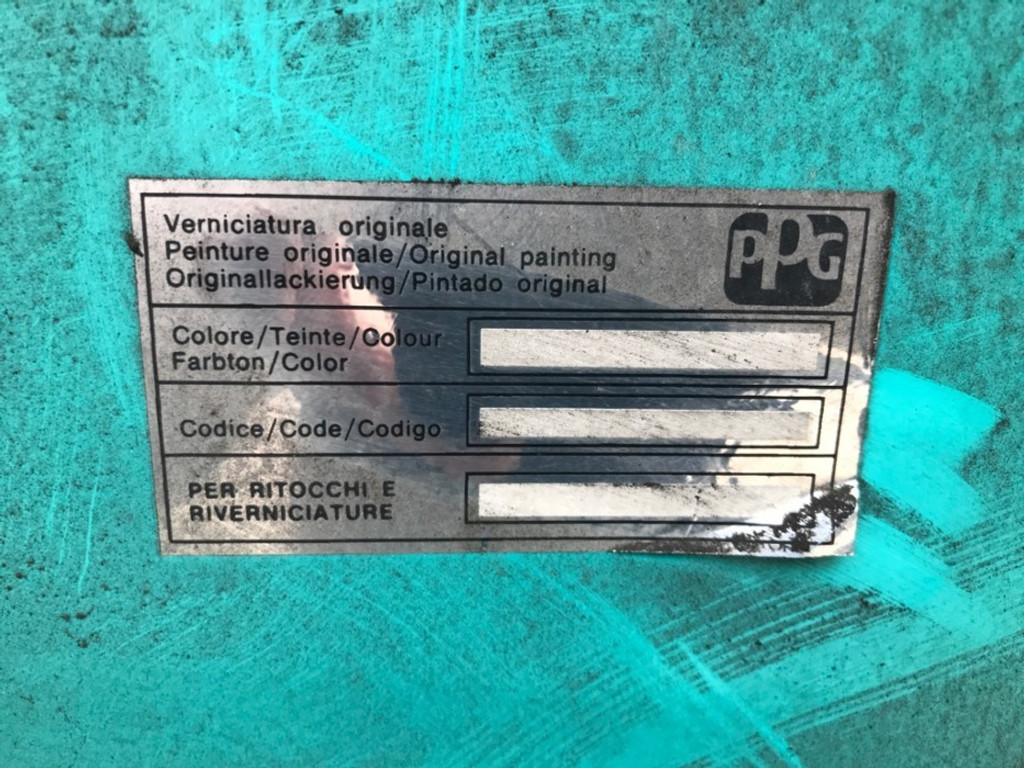 Verniciatura originale
Peinture originale/Original painting
Originallackierung/Pintado original
PPG
Colore/Teinte/Colour
Farbton/Color
Codice/Code/Codigo
PER RITOCCHI E
RIVERNICIATURE